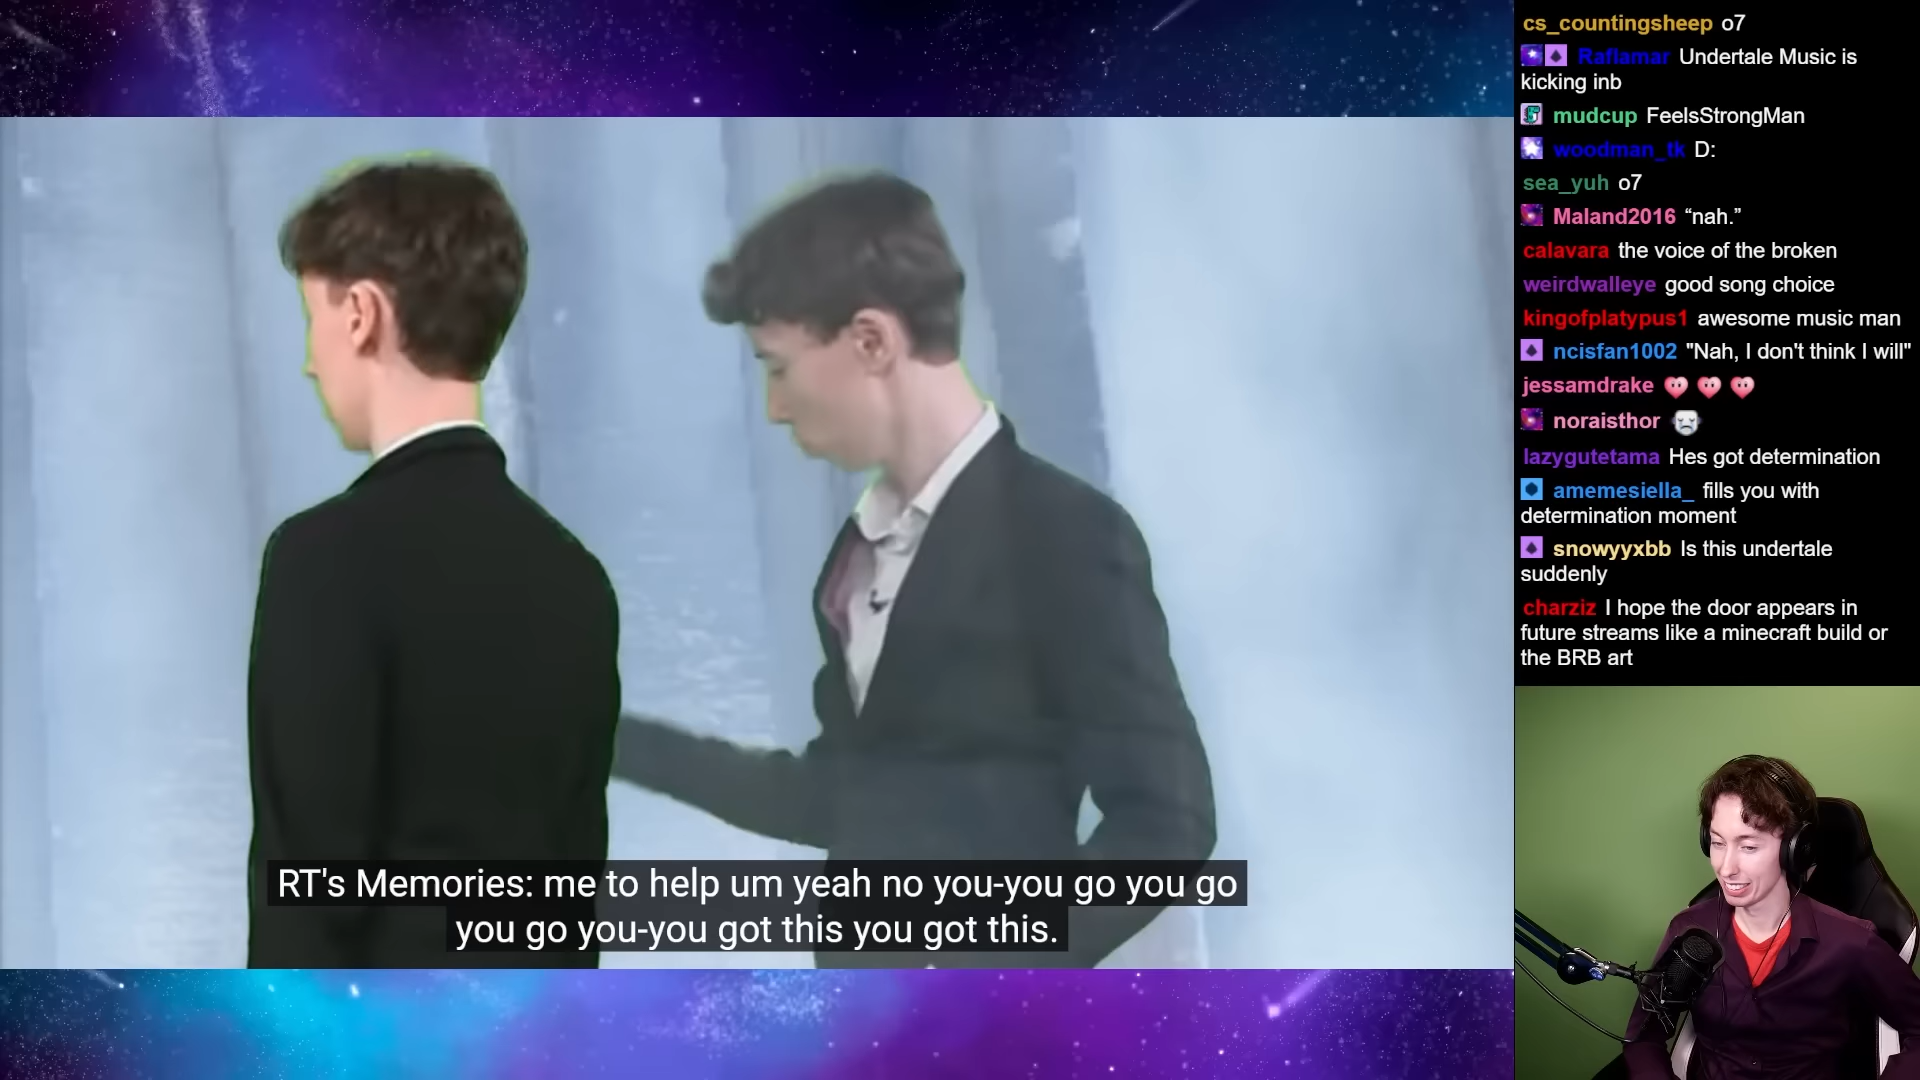 cs_countingsheep o7
Raflamar Undertale Music is
kicking inb
mudcup FeelsStrongMan
woodman_tk D:
sea_yuh o7
Maland2016 “nah.”
calavara the voice of the broken
weirdwalleye good song choice
kingofplatypus1 awesome music man
ncisfan1002 "Nah, I don't think I will"
jessamdrake
noraisthor
lazygutetama Hes got determination
amemesiella_ fills you with
determination moment
snowyyxbb Is this undertale
suddenly
charziz I hope the door appears in
future streams like a minecraft build or
the BRB art
RT's Memories: me to help um yeah no you-you go you go
you go you-you got this you got this.